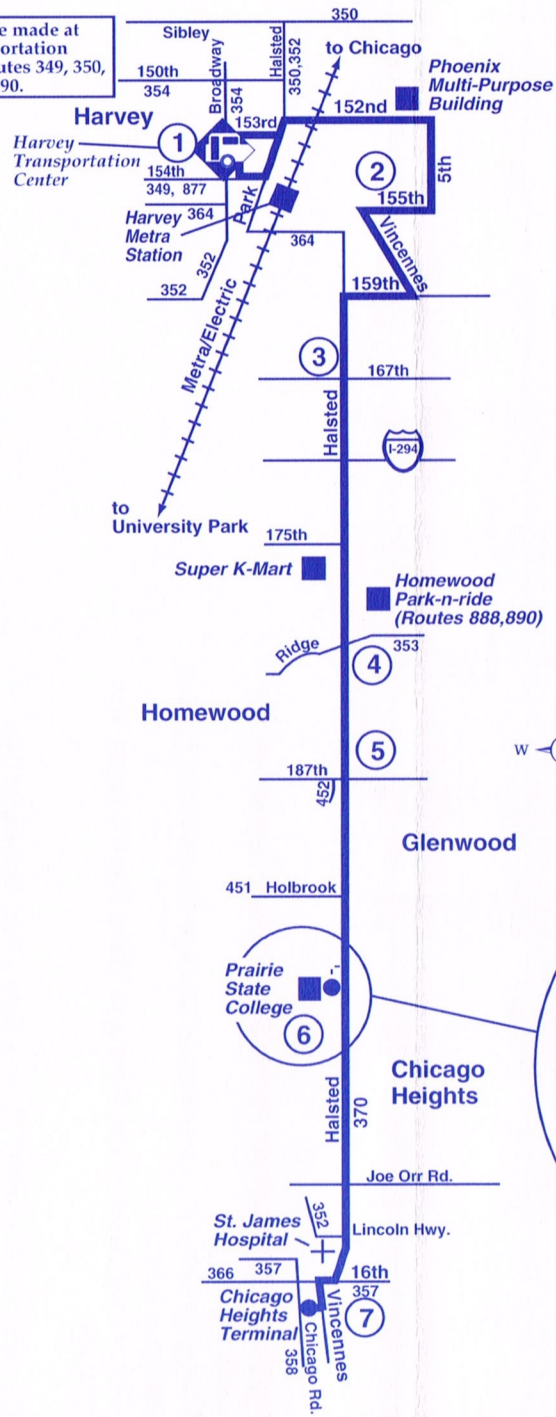 e made at
ortation
utes 349, 350,
90.
350
Sibley
Broadway
Halsted
350,352
to Chicago
150th
354
354
Phoenix
Multi-Purpose
Building
Harvey
153rd
152nd
1
Harvey
Transportation
Center
154th
349, 877
2
5th
155th
Park
364
Harvey
Metra
Station
364
Vincennes
352
352
159th
Metra/Electric
3
167th
Halsted
I-294
to
University Park
175th
Super K-Mart
Homewood
Park-n-ride
(Routes 888,890)
Ridge
353
4
Homewood
5
W
187th
452
Glenwood
451 Holbrook
Prairie
State
College
6
Chicago
Heights
Halsted
370
Joe Orr Rd.
352
St. James
Hospital
Lincoln Hwy.
357
366
16th
357
Chicago
Heights
Terminal
Vincennes
7
358
Chicago Rd.